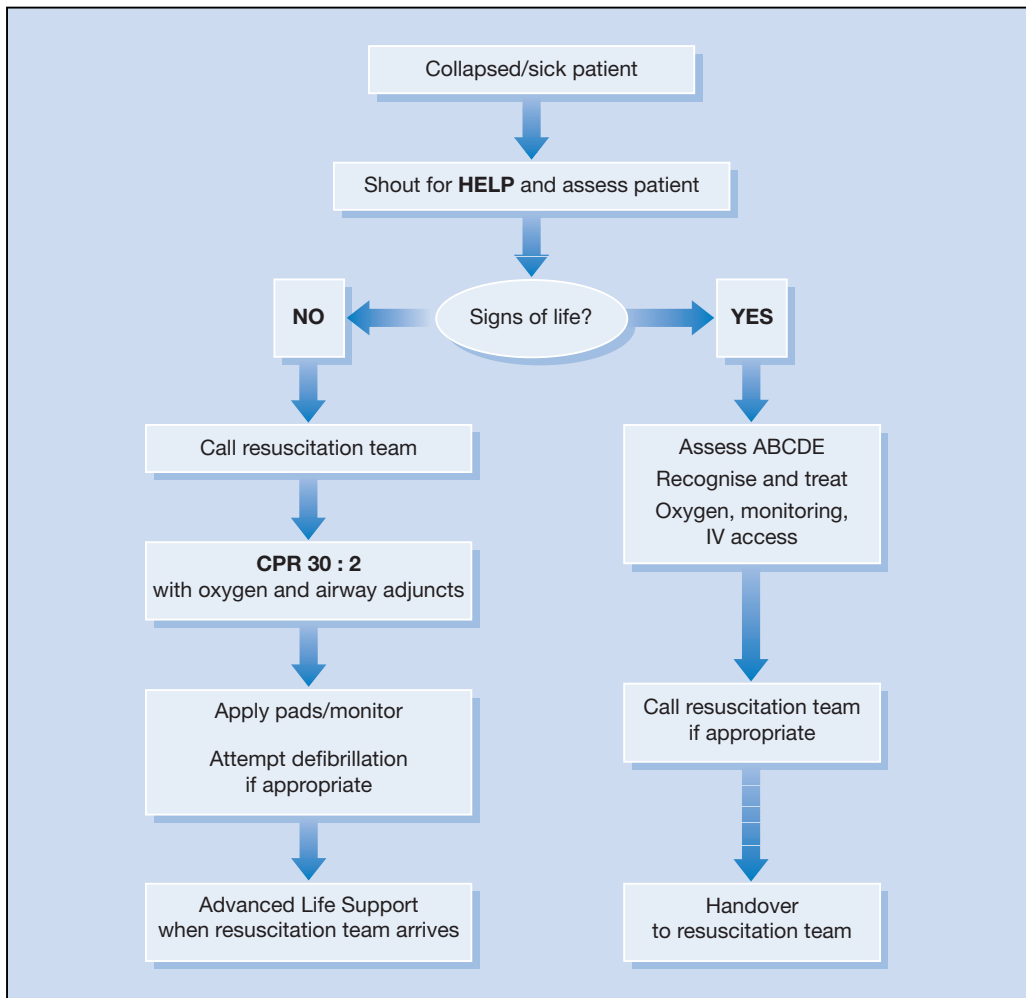 Collapsed/sick patient
Shout for HELP and assess patient
Signs of life?
NO
YES
Call resuscitation team
CPR 30 : 2
with oxygen and airway adjuncts
Apply pads/monitor
Attempt defibrillation
if appropriate
Advanced Life Support
when resuscitation team arrives
Assess ABCDE
Recognise and treat
Oxygen, monitoring,
IV access
Call resuscitation team
if appropriate
Handover
to resuscitation team